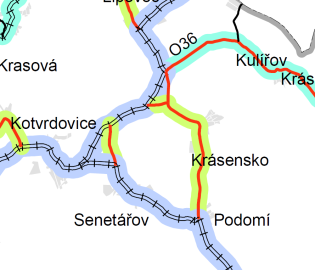 Lipovec
O36
Kulířov
Krasová
Krás
Kotvrdovice
Krásensko
Senetářov
Podomí